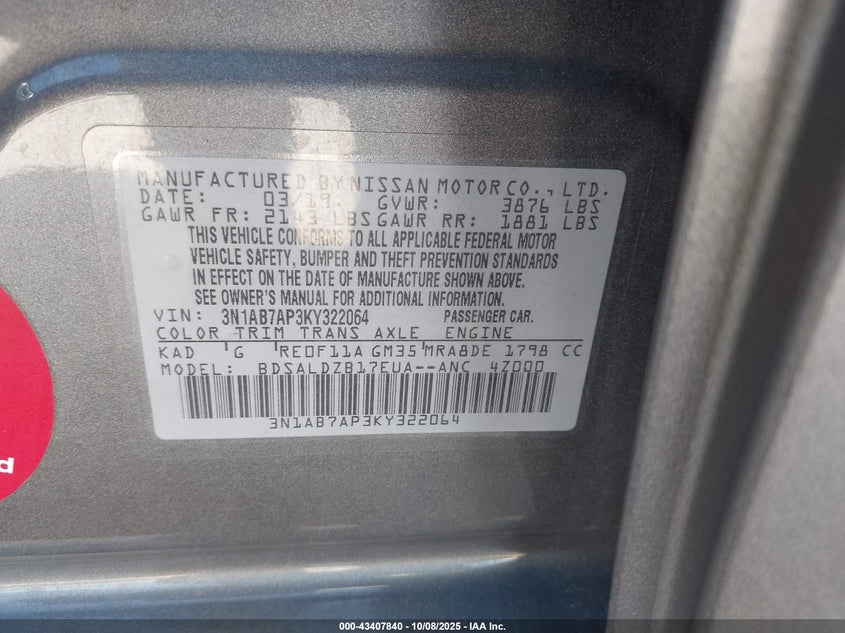 MANUFACTURED BY NISSAN MOTOR CO., LTD.
DATE: 03/19 GVWR: 3876 LBS
GAWR FR: 2143 LBS GAWR RR: 1881 LBS
THIS VEHICLE CONFORMS TO ALL APPLICABLE FEDERAL MOTOR
VEHICLE SAFETY, BUMPER AND THEFT PREVENTION STANDARDS
IN EFFECT ON THE DATE OF MANUFACTURE SHOWN ABOVE.
SEE OWNER'S MANUAL FOR ADDITIONAL INFORMATION.
VIN: 3N1AB7AP3KY322064 PASSENGER CAR.
COLOR TRIM TRANS AXLE ENGINE
KAD G RE0F11A GM35 MRA8DE 1798 CC
MODEL: BDSALDZB17EUA--ANC 4Z000
3N1AB7AP3KY322064
000-43407840 - 10/08/2025 - IAA Inc.